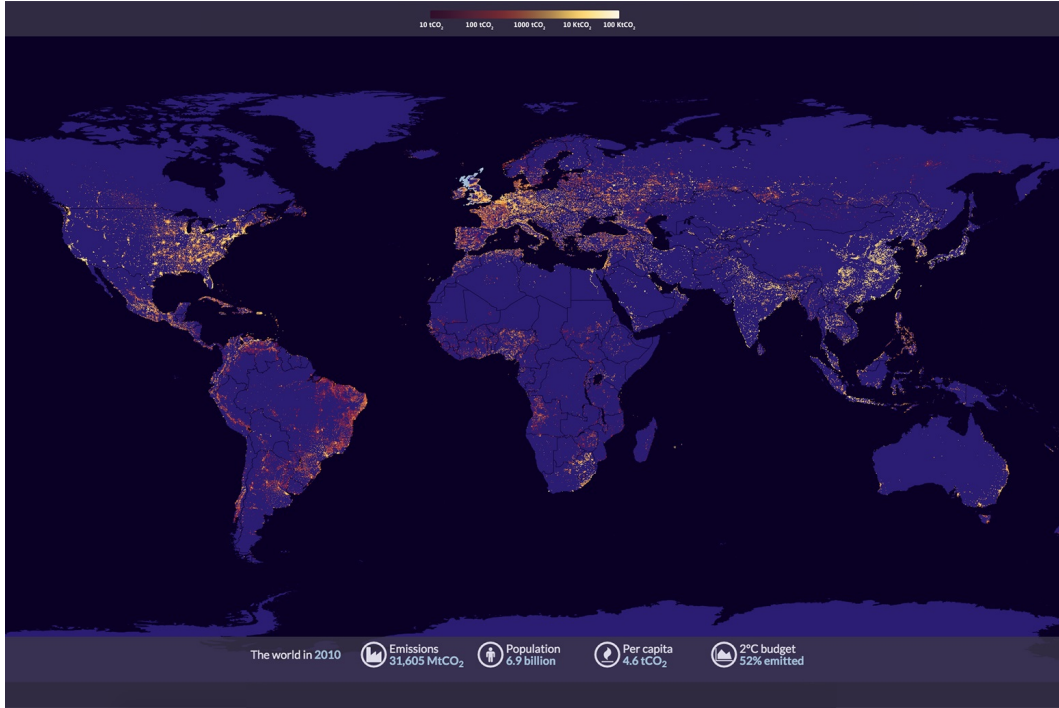 10 tCO₂ 100 tCO₂ 1000 tCO₂ 10 KtCO₂ 100 KtCO₂
The world in 2010
Emissions
31,605 MtCO₂
Population
6.9 billion
Per capita
4.6 tCO₂
2°C budget
52% emitted